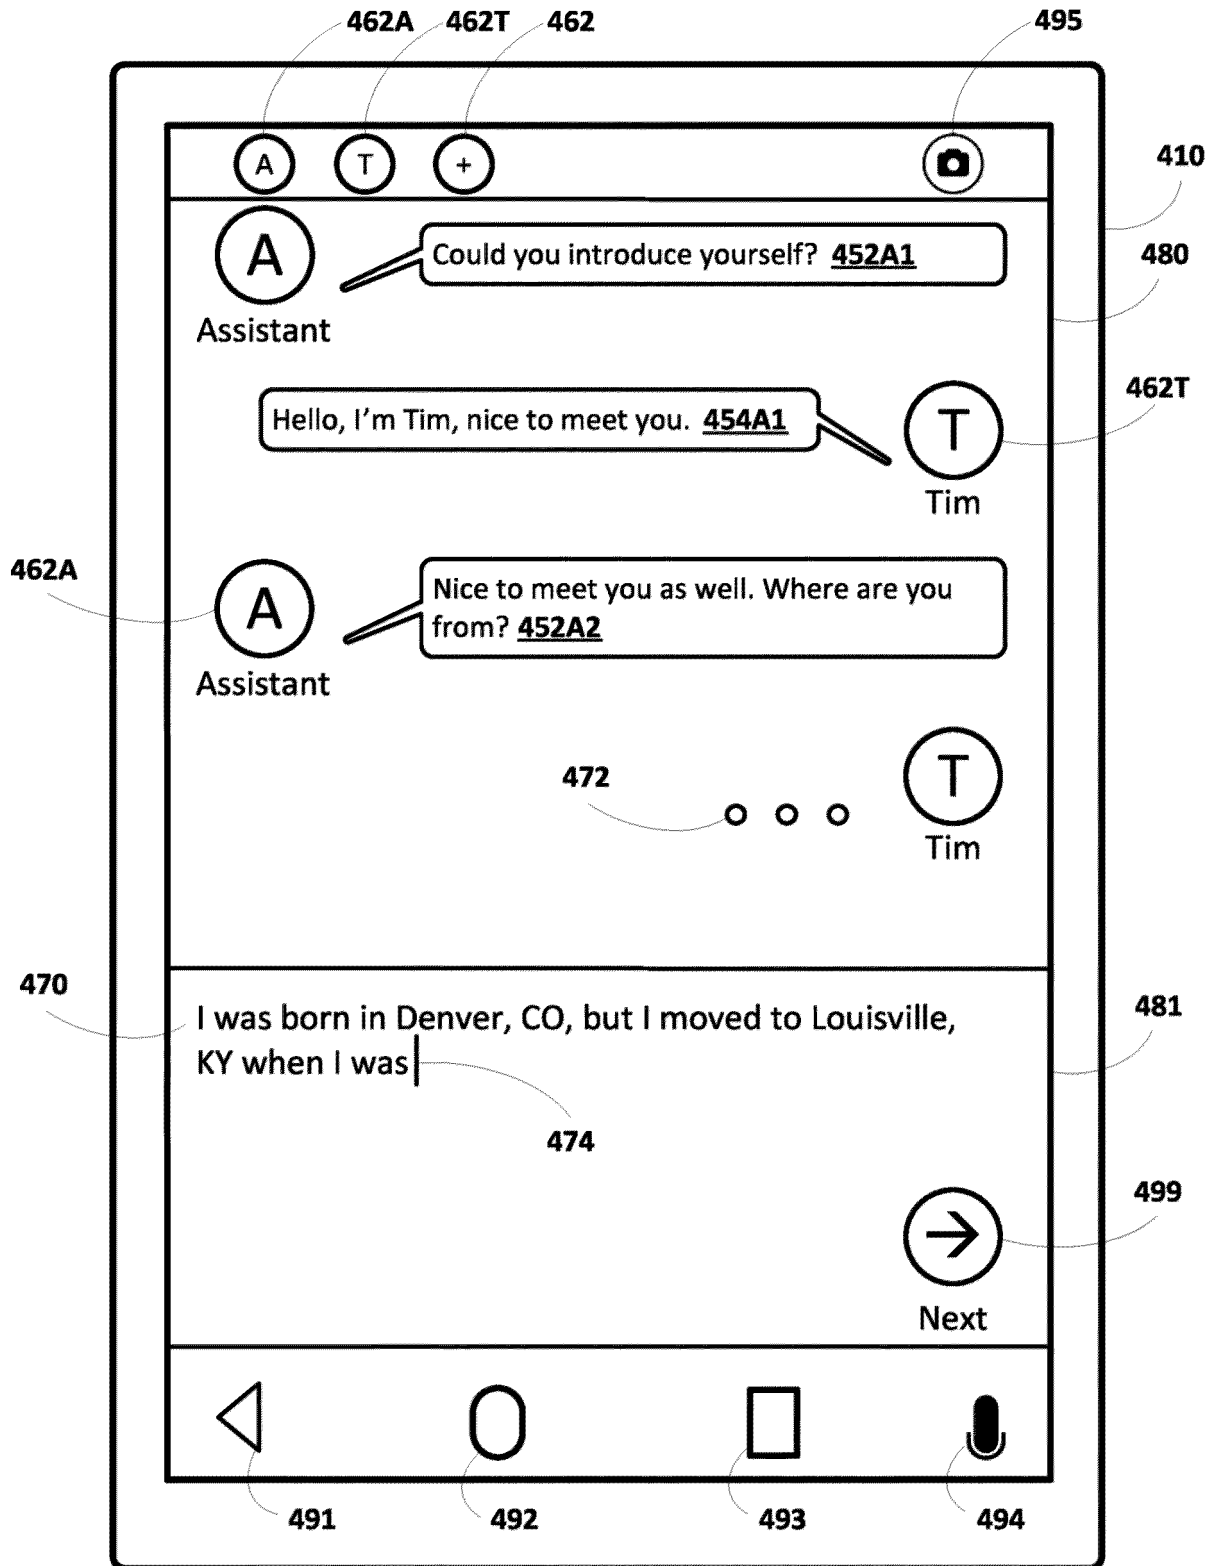 462A 462T 462 495
A T +
410
Could you introduce yourself? 452A1
A
480
Assistant
462T
Hello, I'm Tim, nice to meet you. 454A1
T
Tim
462A
Nice to meet you as well. Where are you
from? 452A2
A
Assistant
472
T
Tim
470
I was born in Denver, CO, but I moved to Louisville,
KY when I was
481
474
499
Next
491 492 493 494